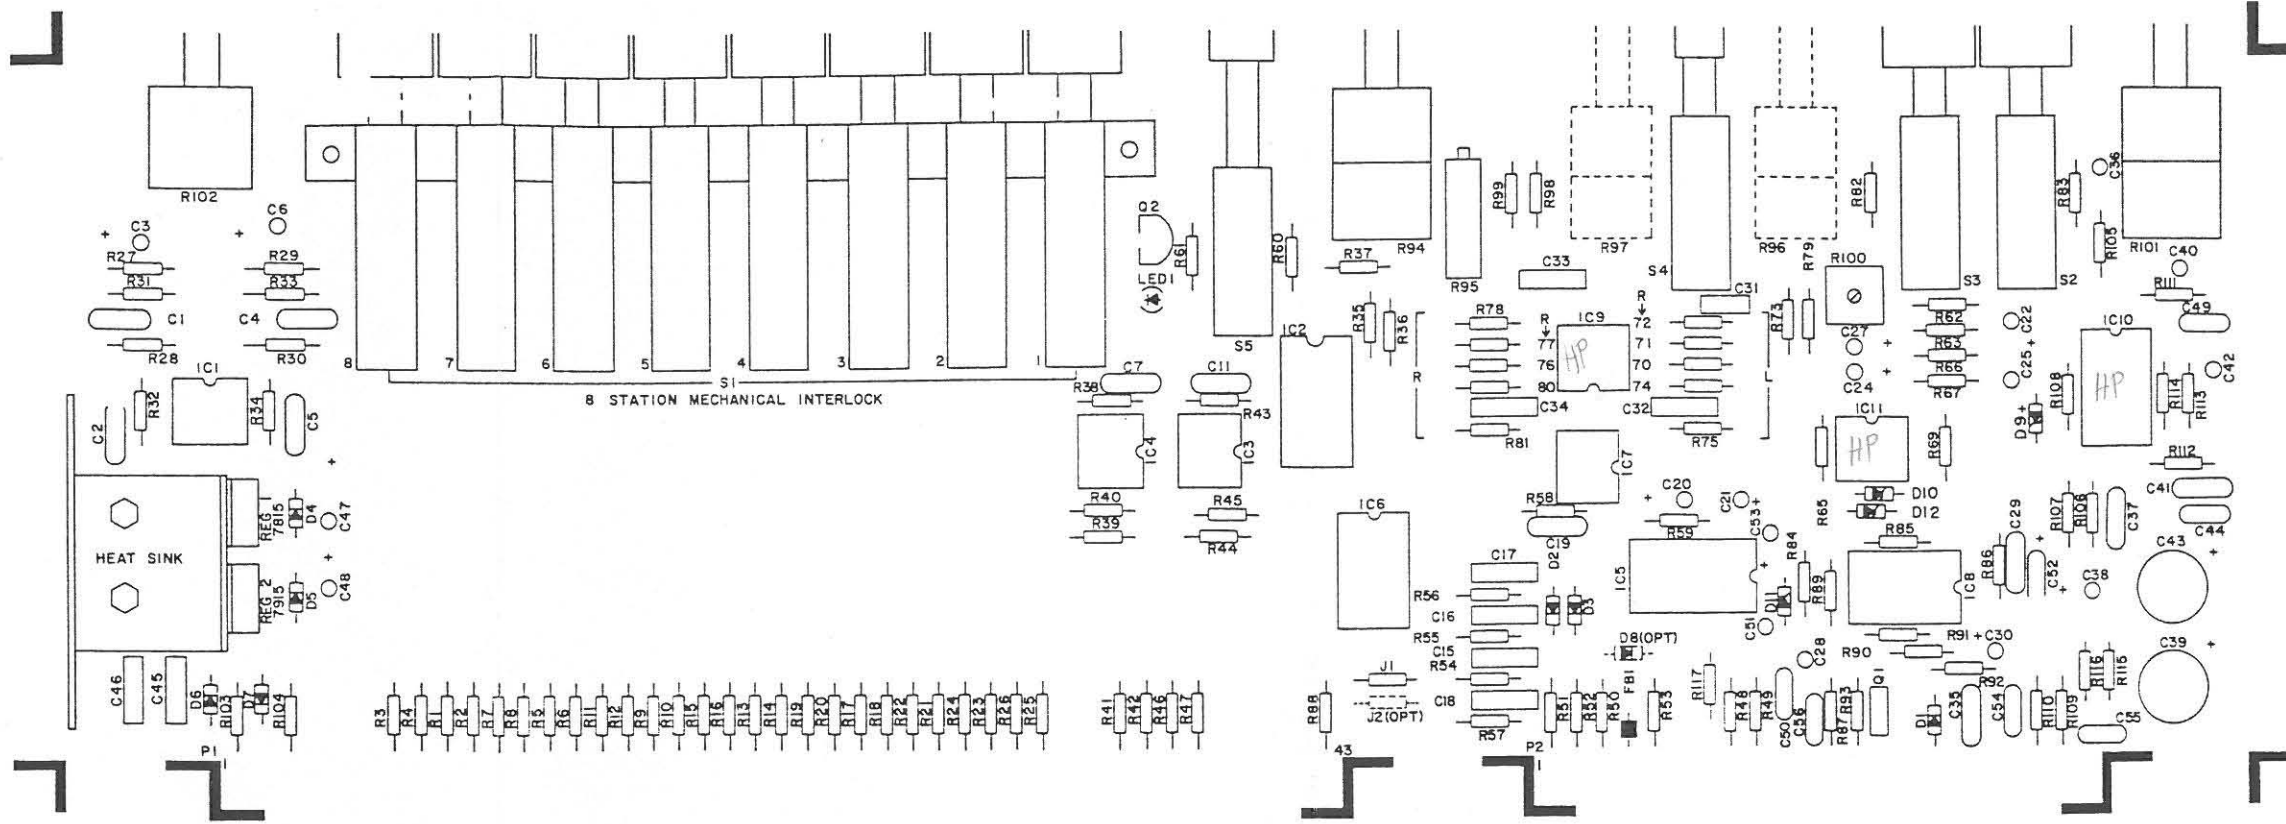 R102
C3
C6
+
+
R27
R29
R31
R33
C1
C4
R28
R30
IC1
R32
R34
C2
C5
+
REG 1
7815
D4
C47
HEAT SINK
+
REG 2
7915
D5
C48
C46
C45
D6
R103
D7
R104
P1
1
8
7
6
5
4
3
2
1
S1
8 STATION MECHANICAL INTERLOCK
R3
R4
R1
R2
R7
R8
R5
R6
R11
R12
R9
R10
R15
R16
R13
R14
R19
R20
R17
R18
R22
R21
R24
R23
R26
R25
Q2
R61
LED1
S5
R60
C7
C11
R38
R43
IC4
IC3
R40
R45
R39
R44
R41
R42
R46
R47
R94
R37
R95
IC2
R35
R36
IC6
R88
43
J1
J2(OPT)
R99
R98
R97
C33
S4
R96
R79
R100
C31
R73
R78
R
77
76
80
R
IC9
HP
R
72
71
70
74
L
C34
C32
R81
R75
IC7
R58
C19
C17
D2
R56
C16
D3
R55
C15
R54
C18
R57
P2
1
R51
R52
R50
FB1
R53
D8(OPT)
+
C20
C21
C53+
R59
IC5
+
D11
R84
R89
C51
C28
R117
R48
R49
C50
C56
R87
R93
Q1
R82
S3
S2
R83
C36
R105
R101
C40
R111
C49
C27
+
C24
+
R62
R63
R66
R67
C22
C25
+
IC10
HP
R108
R114
R113
C42
D9+
IC11
HP
R65
R69
D10
D12
R85
IC8
R86
C29
+
C52
R112
C41
R107
R106
C37
C44
C43
+
C38
+
R91
+C30
R90
R92
C39
+
R116
R115
D1
C35
C54
R110
R109
C55